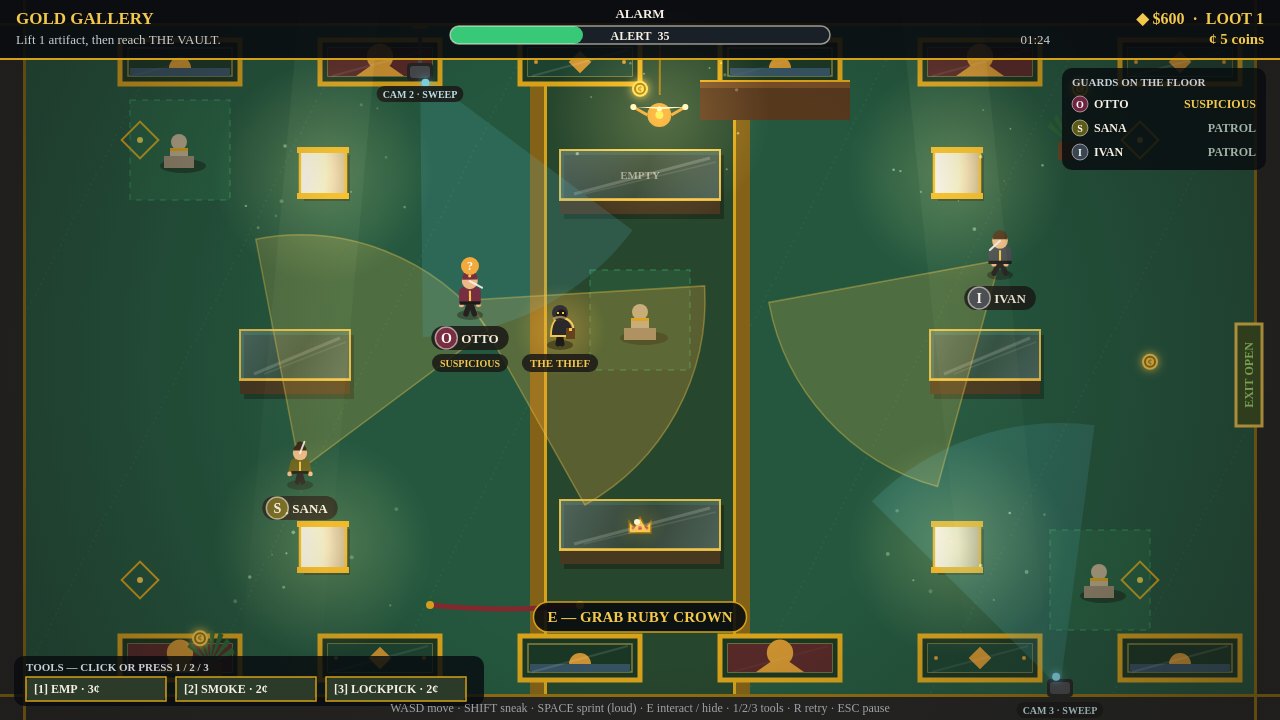 GOLD GALLERY
Lift 1 artifact, then reach THE VAULT.
ALARM
ALERT 35
01:24
◆ $600 · LOOT 1
¢ 5 coins
GUARDS ON THE FLOOR
O OTTO SUSPICIOUS
S SANA PATROL
I IVAN PATROL
CAM 2 · SWEEP
EMPTY
?
I IVAN
O OTTO
SUSPICIOUS
THE THIEF
EXIT OPEN
S SANA
E — GRAB RUBY CROWN
TOOLS — CLICK OR PRESS 1 / 2 / 3
[1] EMP · 3¢
[2] SMOKE · 2¢
[3] LOCKPICK · 2¢
WASD move · SHIFT sneak · SPACE sprint (loud) · E interact / hide · 1/2/3 tools · R retry · ESC pause
CAM 3 · SWEEP